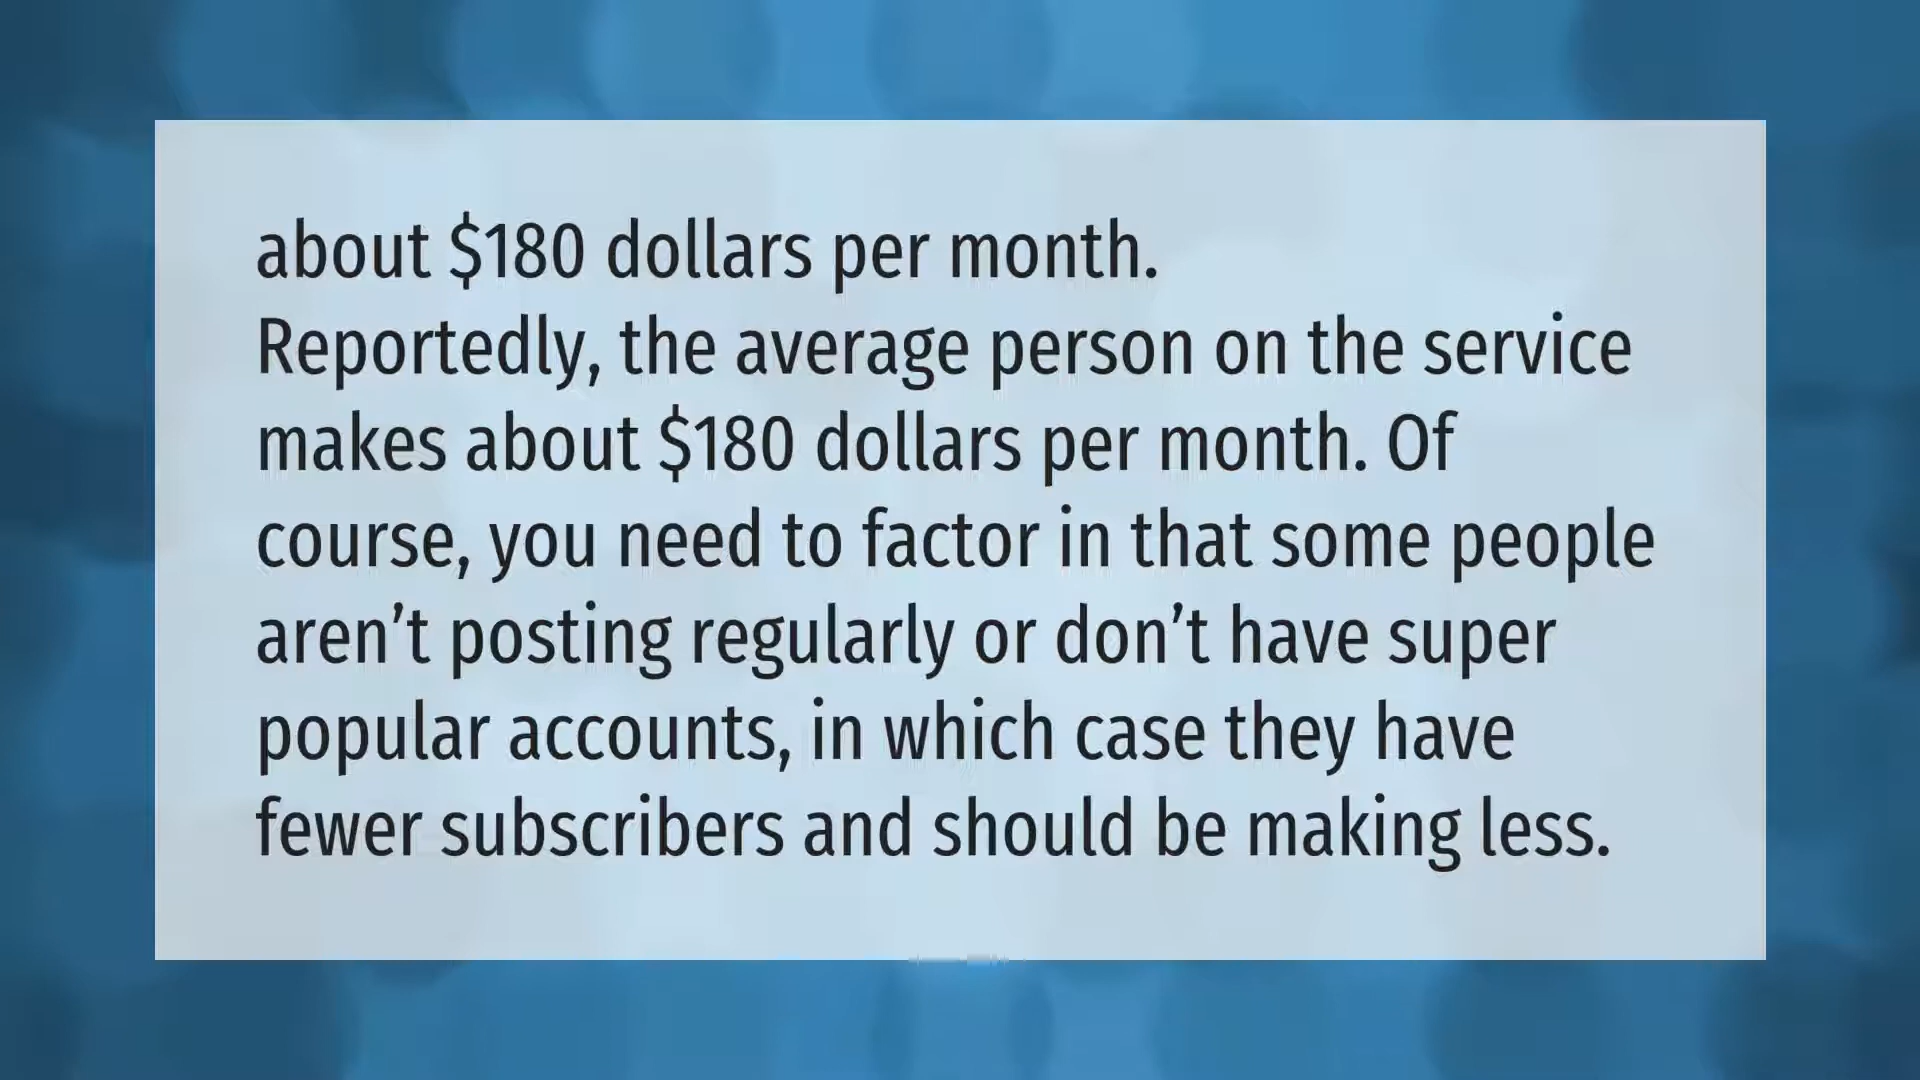 about $180 dollars per month.
Reportedly, the average person on the service
makes about $180 dollars per month. Of
course, you need to factor in that some people
aren’t posting regularly or don’t have super
popular accounts, in which case they have
fewer subscribers and should be making less.